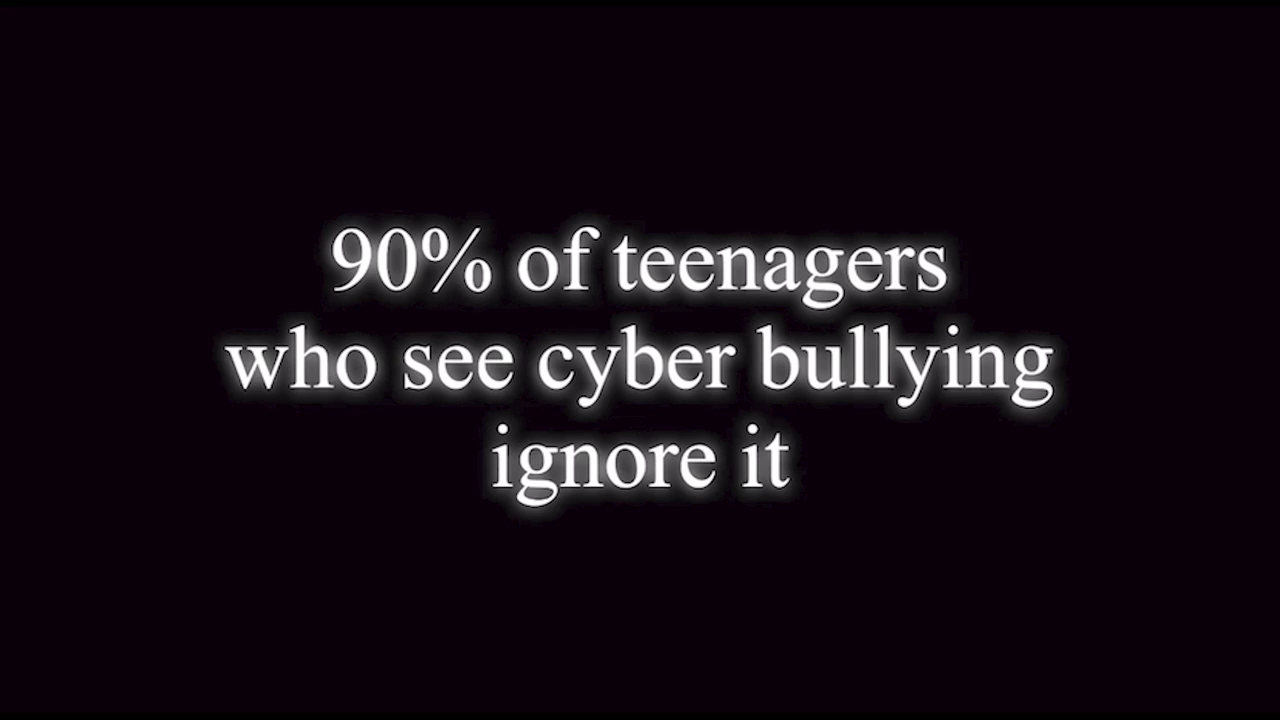 90% of teenagers
who see cyber bullying
ignore it